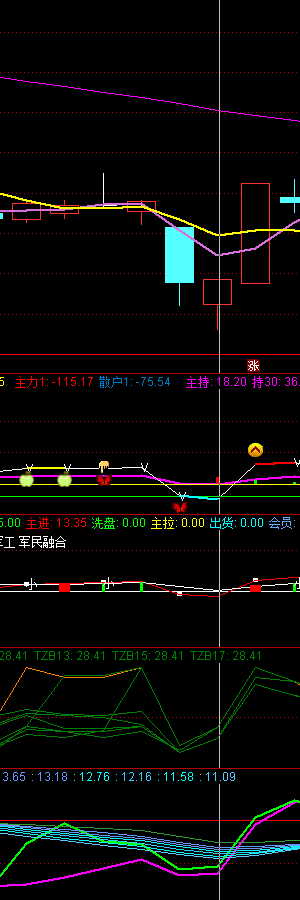 涨
5 主力1: -115.17 散户1: -75.54 主持: 18.20 持30: 36.
5.00 主进: 13.35 洗盘: 0.00 主拉: 0.00 出货: 0.00 会员:
军工 军民融合
小 小 小
28.41 TZB13: 28.41 TZB15: 28.41 TZB17: 28.41
3.65 : 13.18 : 12.76 : 12.16 : 11.58 : 11.09